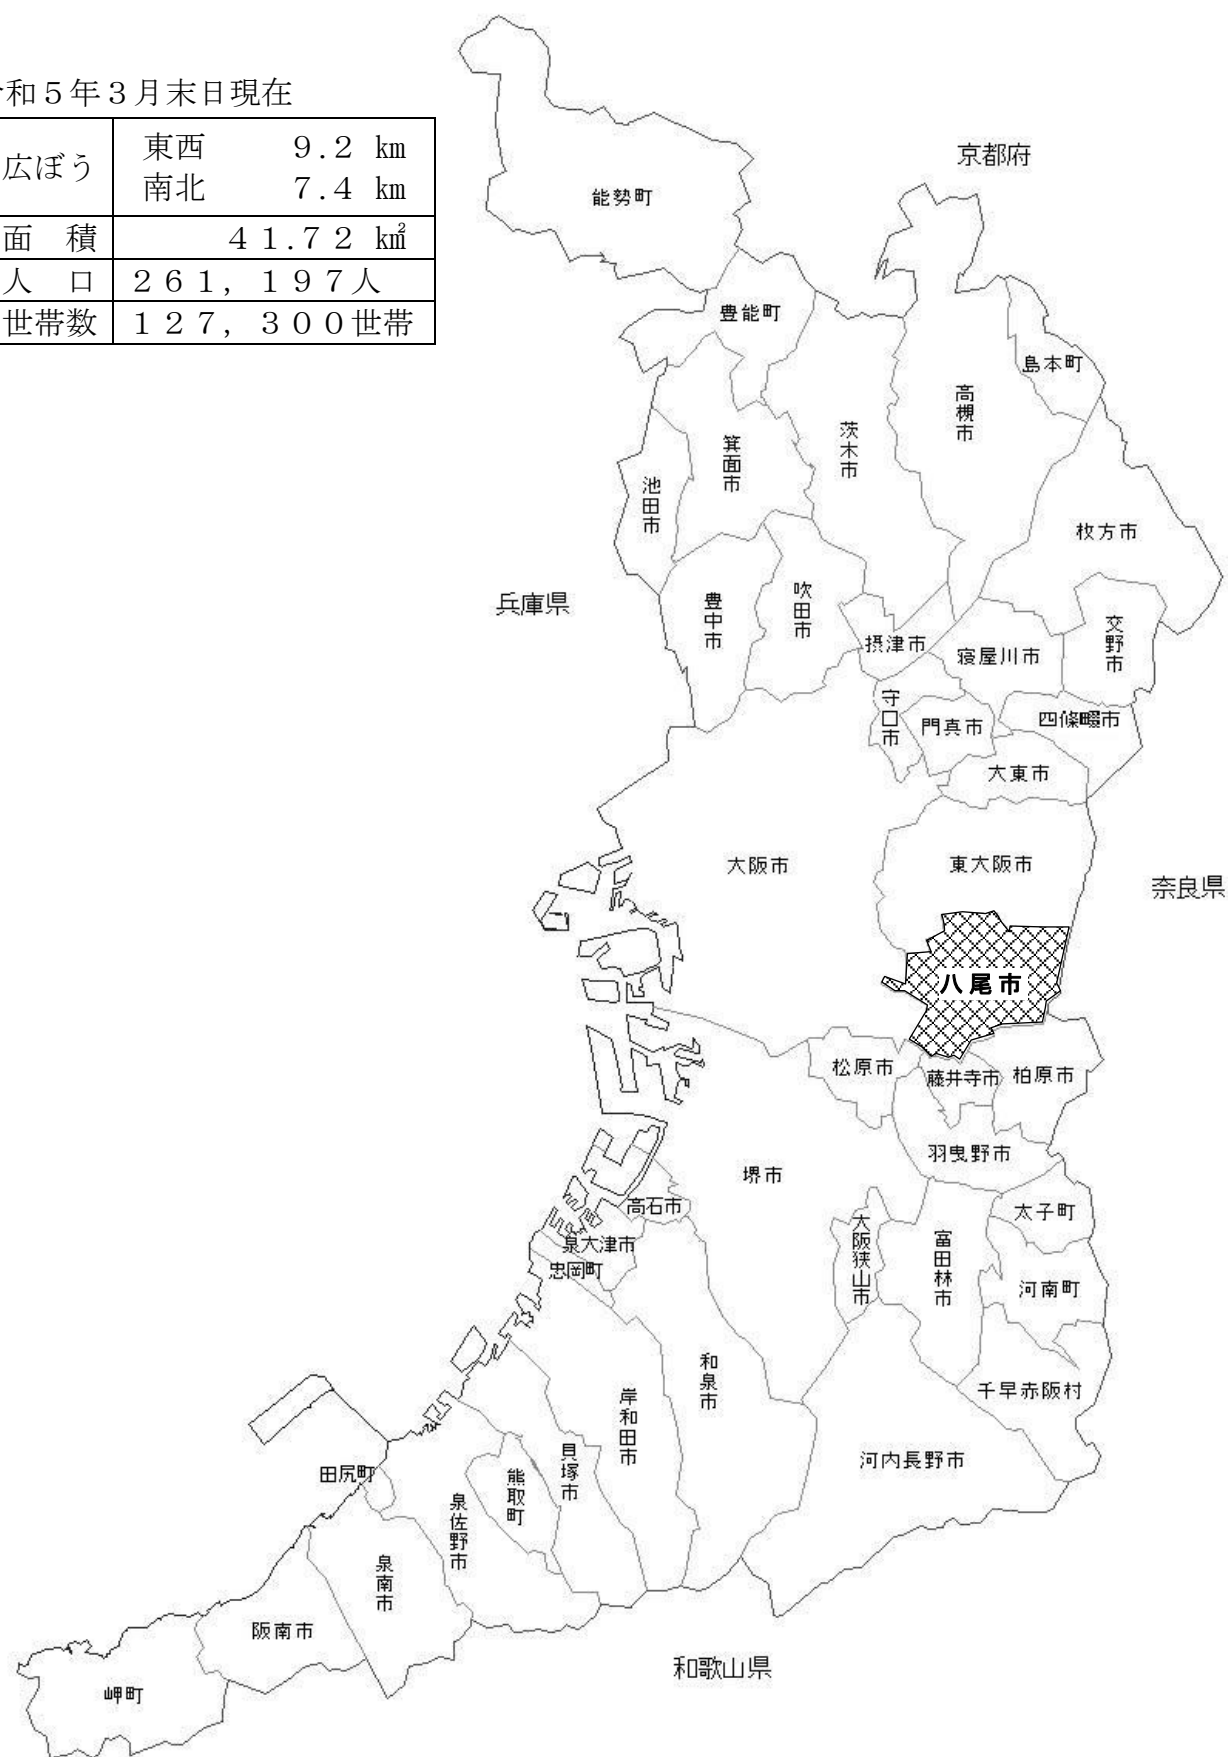 和５年３月末日現在
広ぼう 東西 9.2 ㎞
南北 7.4 ㎞
面 積 ４１.７２ ㎢
人 口 ２６１，１９７人
世帯数 １２７，３００世帯
京都府
能勢町
豊能町
島本町
高槻市
茨木市
箕面市
池田市
枚方市
兵庫県
豊中市
吹田市
摂津市
寝屋川市
交野市
守口市
門真市
四條畷市
大東市
大阪市
東大阪市
奈良県
八尾市
松原市
藤井寺市
柏原市
羽曳野市
堺市
高石市
太子町
泉大津市
忠岡町
大阪狭山市
富田林市
河南町
和泉市
岸和田市
千早赤阪村
貝塚市
河内長野市
田尻町
熊取町
泉佐野市
泉南市
阪南市
和歌山県
岬町